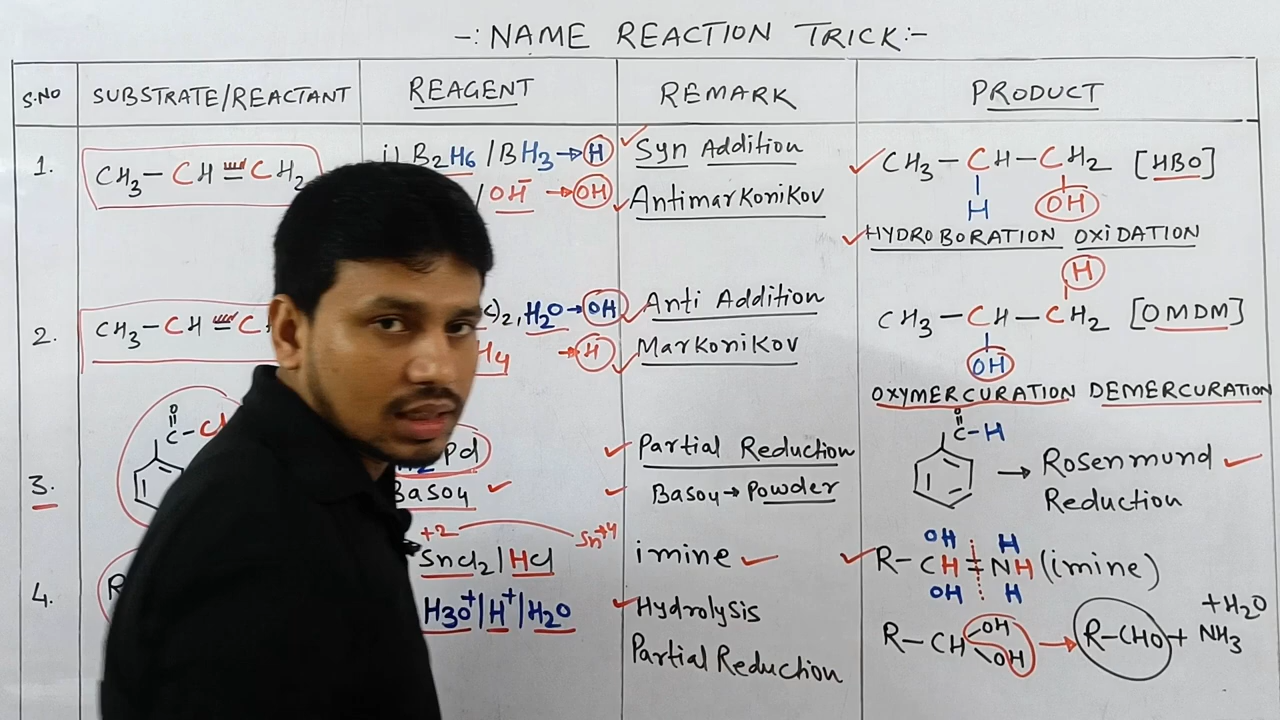 -: NAME REACTION TRICK:-
S.NO SUBSTRATE/REACTANT REAGENT REMARK PRODUCT
1. CH3-CH=CH2 i) B2H6/BH3→H Syn Addition CH3-CH-CH2 [HBO]
/OH- →OH AntimarKoniKov H OH
HYDROBORATION OXIDATION
H
2. CH3-CH=C )2, H2O→OH Anti Addition CH3-CH-CH2 [OMDM]
H4 →H MarKoniKov OH
OXYMERCURATION DEMERCURATION
O C-Cl Pd Partial Reduction O C-H → Rosenmund
3. BaSO4 BaSO4→Powder Reduction
+2 Sn+4 OH H
4. R SnCl2/HCl imine R-CH=NH (imine)
OH H
H3O+/H+/H2O Hydrolysis +H2O
Partial Reduction R-CH OH OH → R-CHO + NH3